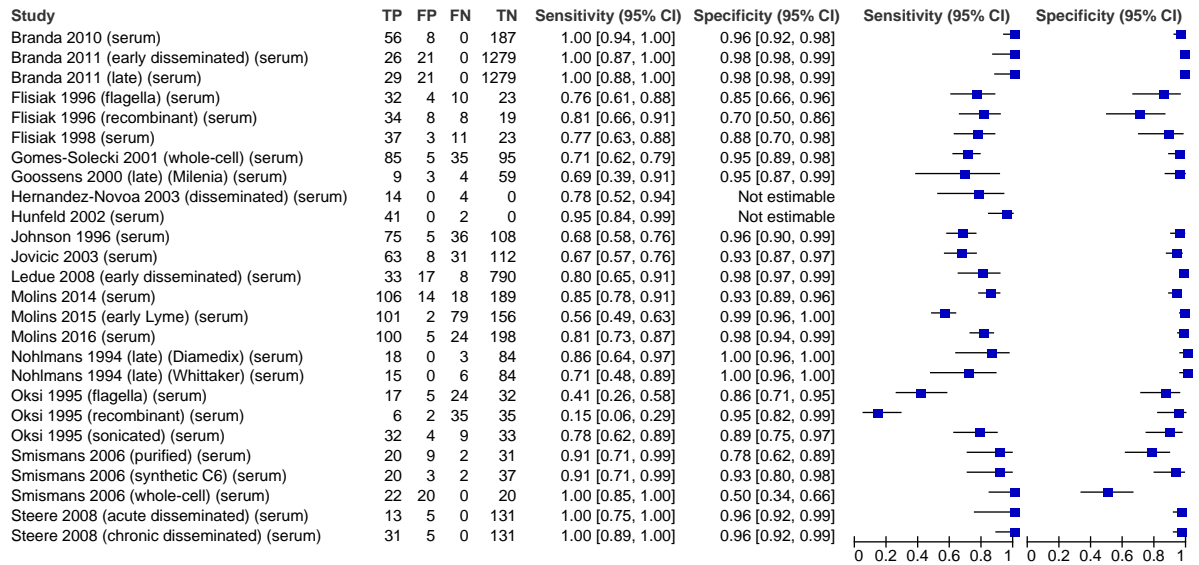 Study TP FP FN TN Sensitivity (95% CI) Specificity (95% CI) Sensitivity (95% CI) Specificity (95% CI)
Branda 2010 (serum) 56 8 0 187 1.00 [0.94, 1.00] 0.96 [0.92, 0.98]
Branda 2011 (early disseminated) (serum) 26 21 0 1279 1.00 [0.87, 1.00] 0.98 [0.98, 0.99]
Branda 2011 (late) (serum) 29 21 0 1279 1.00 [0.88, 1.00] 0.98 [0.98, 0.99]
Flisiak 1996 (flagella) (serum) 32 4 10 23 0.76 [0.61, 0.88] 0.85 [0.66, 0.96]
Flisiak 1996 (recombinant) (serum) 34 8 8 19 0.81 [0.66, 0.91] 0.70 [0.50, 0.86]
Flisiak 1998 (serum) 37 3 11 23 0.77 [0.63, 0.88] 0.88 [0.70, 0.98]
Gomes-Solecki 2001 (whole-cell) (serum) 85 5 35 95 0.71 [0.62, 0.79] 0.95 [0.89, 0.98]
Goossens 2000 (late) (Milenia) (serum) 9 3 4 59 0.69 [0.39, 0.91] 0.95 [0.87, 0.99]
Hernandez-Novoa 2003 (disseminated) (serum) 14 0 4 0 0.78 [0.52, 0.94] Not estimable
Hunfeld 2002 (serum) 41 0 2 0 0.95 [0.84, 0.99] Not estimable
Johnson 1996 (serum) 75 5 36 108 0.68 [0.58, 0.76] 0.96 [0.90, 0.99]
Jovicic 2003 (serum) 63 8 31 112 0.67 [0.57, 0.76] 0.93 [0.87, 0.97]
Ledue 2008 (early disseminated) (serum) 33 17 8 790 0.80 [0.65, 0.91] 0.98 [0.97, 0.99]
Molins 2014 (serum) 106 14 18 189 0.85 [0.78, 0.91] 0.93 [0.89, 0.96]
Molins 2015 (early Lyme) (serum) 101 2 79 156 0.56 [0.49, 0.63] 0.99 [0.96, 1.00]
Molins 2016 (serum) 100 5 24 198 0.81 [0.73, 0.87] 0.98 [0.94, 0.99]
Nohlmans 1994 (late) (Diamedix) (serum) 18 0 3 84 0.86 [0.64, 0.97] 1.00 [0.96, 1.00]
Nohlmans 1994 (late) (Whittaker) (serum) 15 0 6 84 0.71 [0.48, 0.89] 1.00 [0.96, 1.00]
Oksi 1995 (flagella) (serum) 17 5 24 32 0.41 [0.26, 0.58] 0.86 [0.71, 0.95]
Oksi 1995 (recombinant) (serum) 6 2 35 35 0.15 [0.06, 0.29] 0.95 [0.82, 0.99]
Oksi 1995 (sonicated) (serum) 32 4 9 33 0.78 [0.62, 0.89] 0.89 [0.75, 0.97]
Smismans 2006 (purified) (serum) 20 9 2 31 0.91 [0.71, 0.99] 0.78 [0.62, 0.89]
Smismans 2006 (synthetic C6) (serum) 20 3 2 37 0.91 [0.71, 0.99] 0.93 [0.80, 0.98]
Smismans 2006 (whole-cell) (serum) 22 20 0 20 1.00 [0.85, 1.00] 0.50 [0.34, 0.66]
Steere 2008 (acute disseminated) (serum) 13 5 0 131 1.00 [0.75, 1.00] 0.96 [0.92, 0.99]
Steere 2008 (chronic disseminated) (serum) 31 5 0 131 1.00 [0.89, 1.00] 0.96 [0.92, 0.99]
0 0.2 0.4 0.6 0.8 1 0 0.2 0.4 0.6 0.8 1